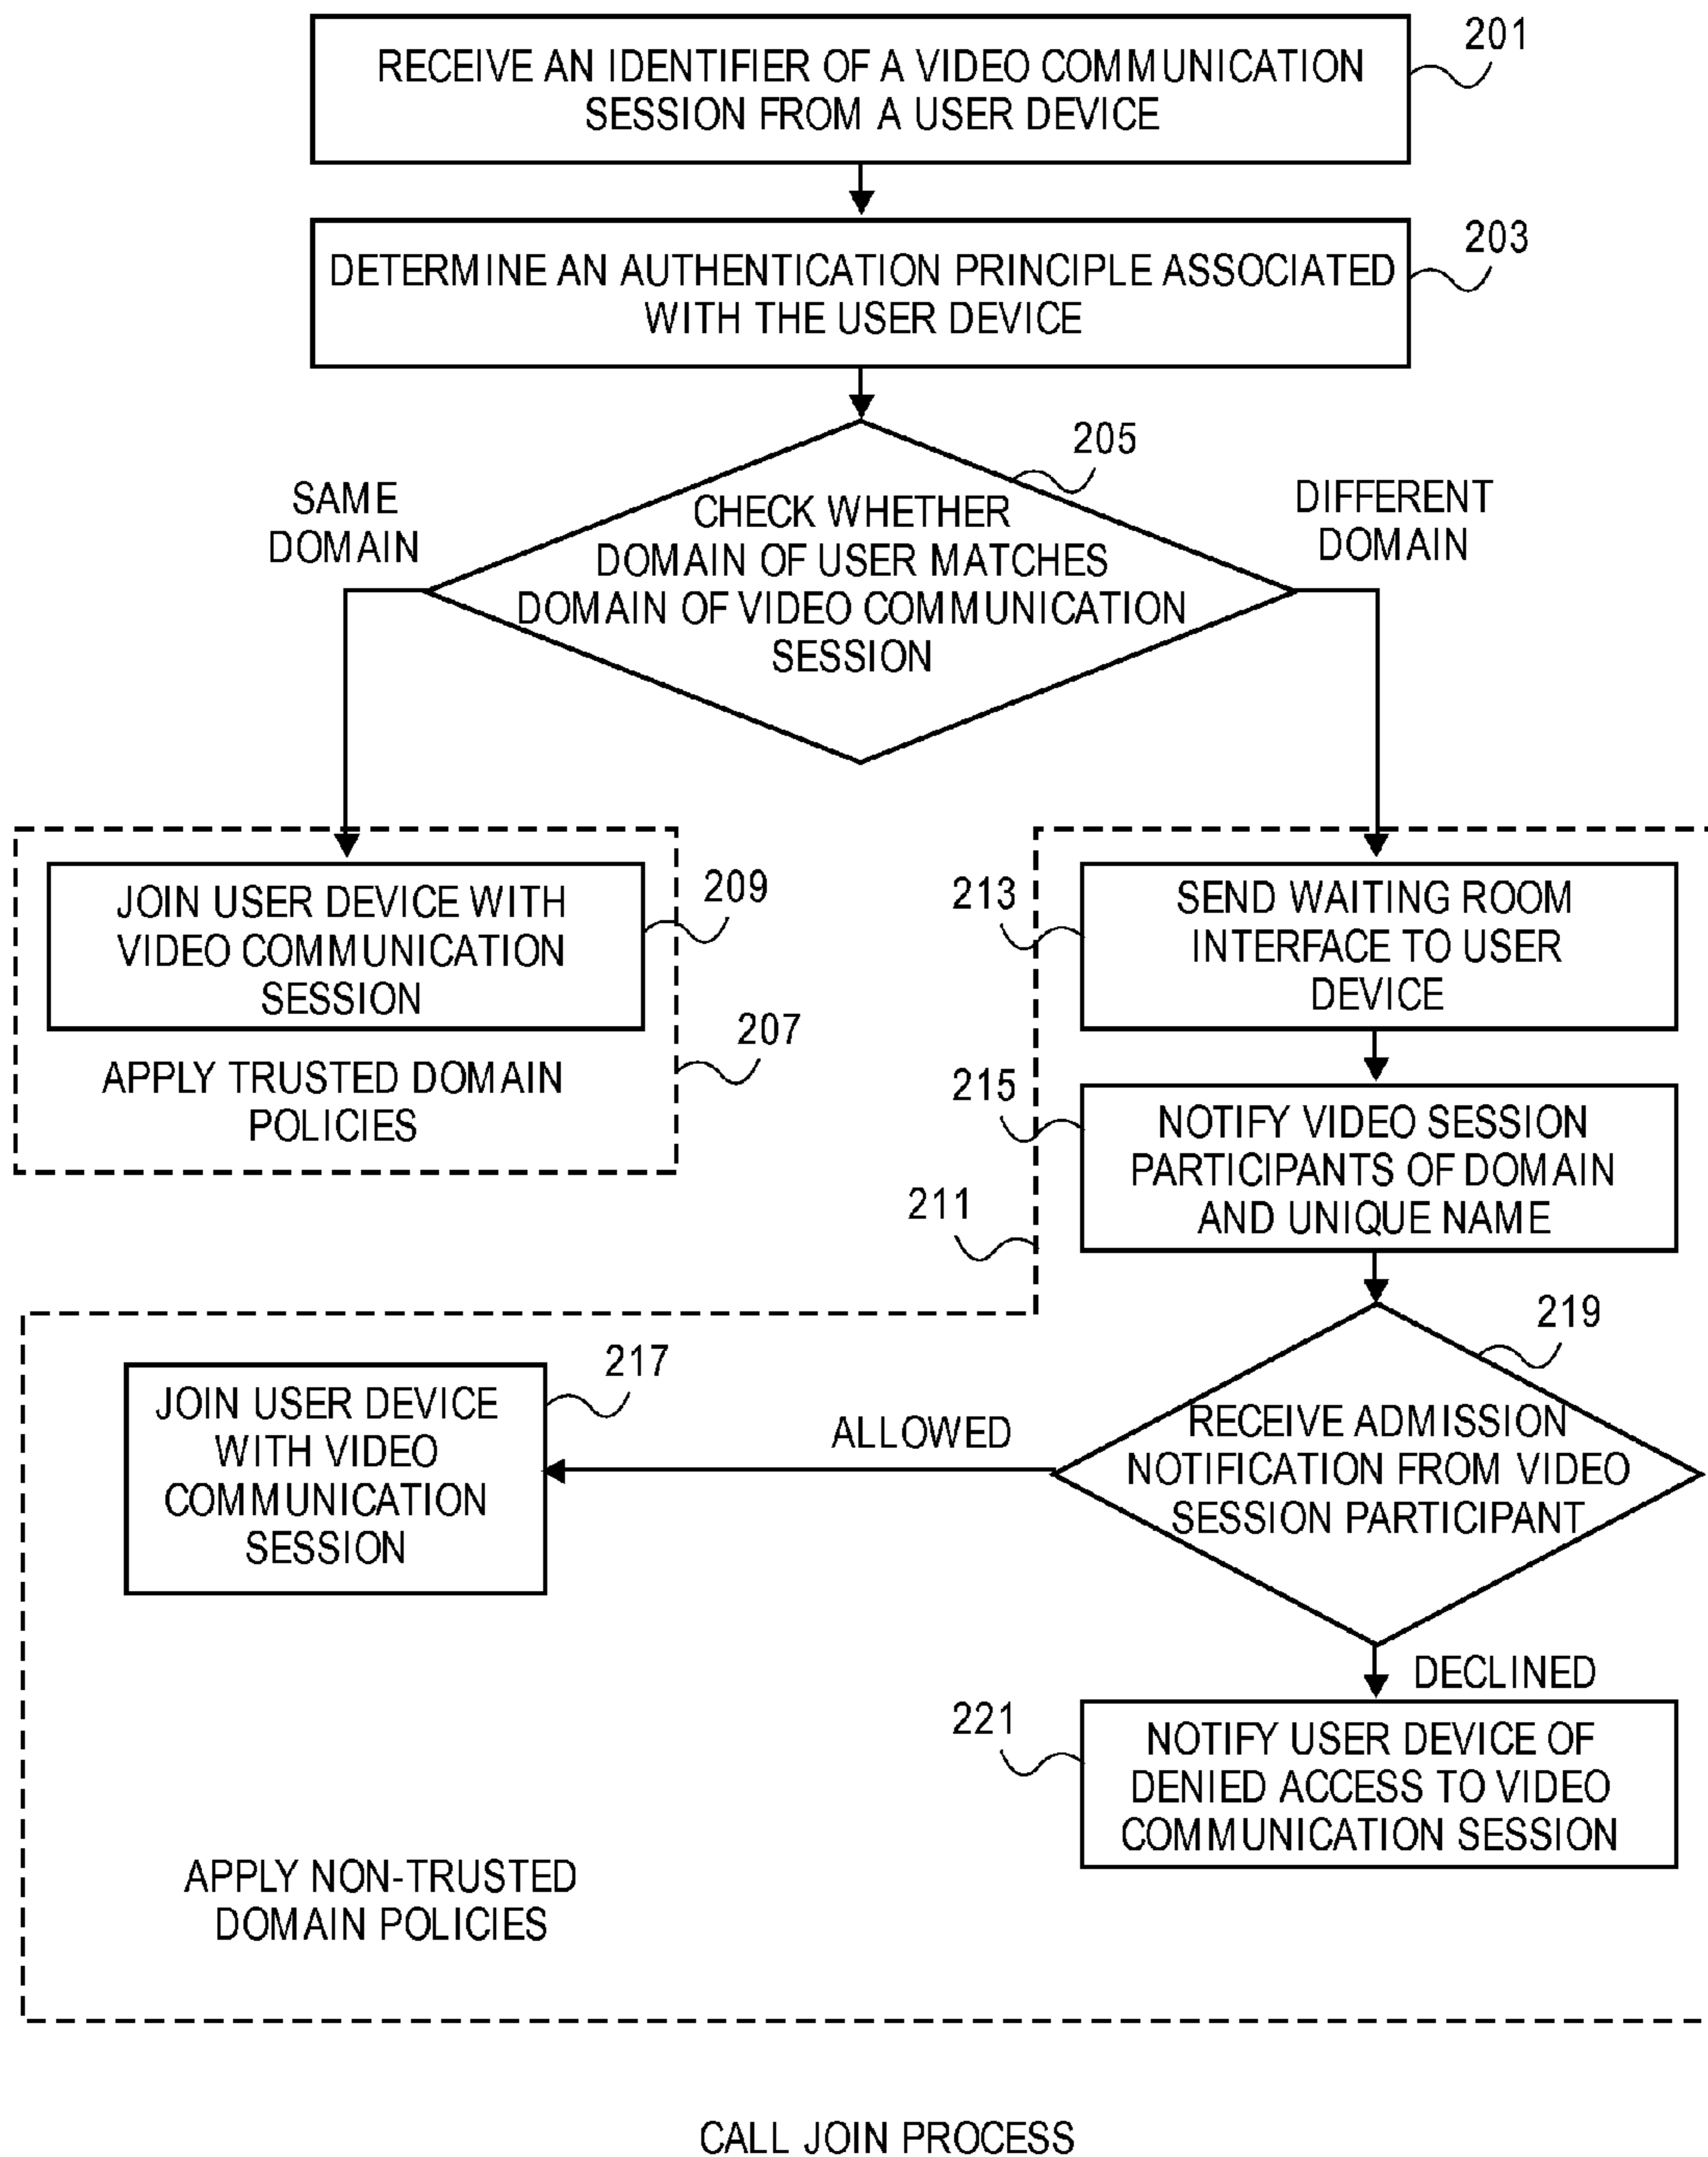 201
RECEIVE AN IDENTIFIER OF A VIDEO COMMUNICATION
SESSION FROM A USER DEVICE
203
DETERMINE AN AUTHENTICATION PRINCIPLE ASSOCIATED
WITH THE USER DEVICE
205
SAME
DOMAIN
CHECK WHETHER
DOMAIN OF USER MATCHES
DOMAIN OF VIDEO COMMUNICATION
SESSION
DIFFERENT
DOMAIN
209
JOIN USER DEVICE WITH
VIDEO COMMUNICATION
SESSION
207
APPLY TRUSTED DOMAIN
POLICIES
213
SEND WAITING ROOM
INTERFACE TO USER
DEVICE
215
NOTIFY VIDEO SESSION
PARTICIPANTS OF DOMAIN
AND UNIQUE NAME
211
219
RECEIVE ADMISSION
NOTIFICATION FROM VIDEO
SESSION PARTICIPANT
ALLOWED
217
JOIN USER DEVICE
WITH VIDEO
COMMUNICATION
SESSION
DECLINED
221
NOTIFY USER DEVICE OF
DENIED ACCESS TO VIDEO
COMMUNICATION SESSION
APPLY NON-TRUSTED
DOMAIN POLICIES
CALL JOIN PROCESS